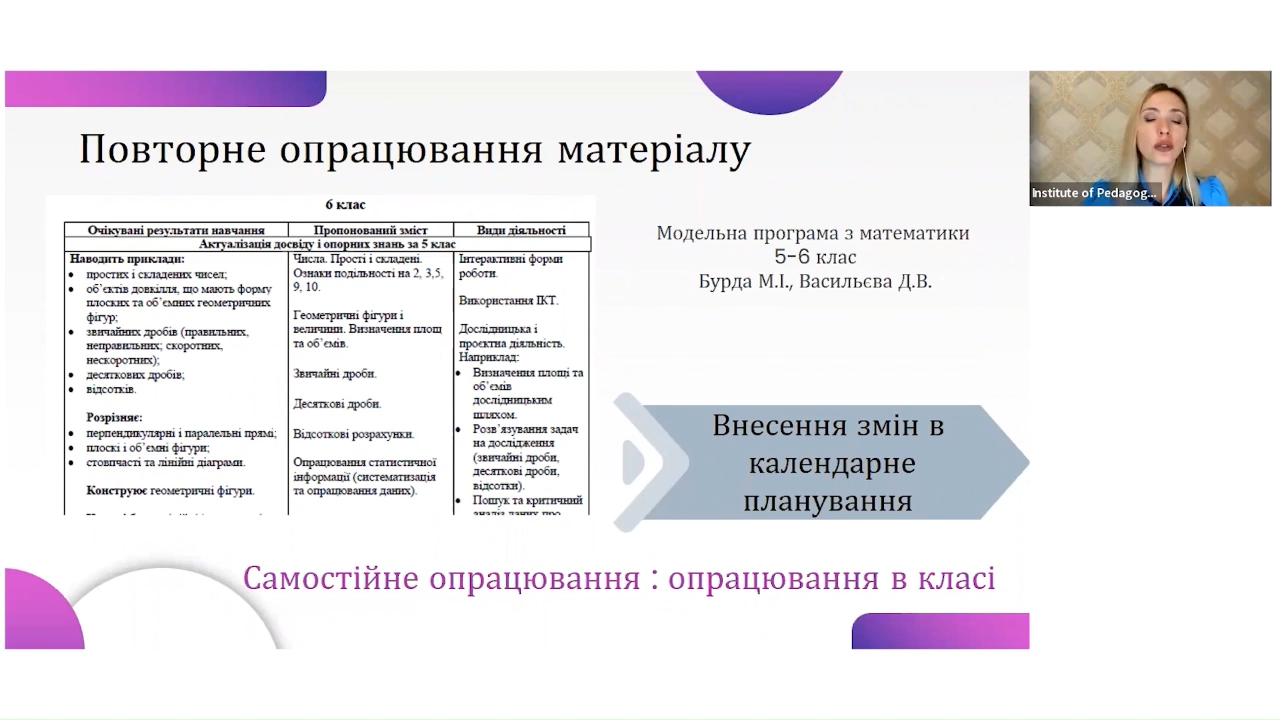 Повторне опрацювання матеріалу
6 клас
Очікувані результати навчання
Пропонований зміст
Види діяльності
Актуалізація досвіду і опорних знань за 5 клас
Наводить приклади:
• простих і складених чисел;
• об'єктів довкілля, що мають форму
плоских та об'ємних геометричних
фігур;
• звичайних дробів (правильних,
неправильних; скоротних,
нескоротних);
• десяткових дробів;
• відсотків.
Розрізняє:
• перпендикулярні і паралельні прямі;
• плоскі і об'ємні фігури;
• стовпчасті та лінійні діаграми.
Конструює геометричні фігури.
Числа. Прості і складені.
Ознаки подільності на 2, 3,5,
9, 10.
Геометричні фігури і
величини. Визначення площ
та об'ємів.
Звичайні дроби.
Десяткові дроби.
Відсоткові розрахунки.
Опрацювання статистичної
інформації (систематизація
та опрацювання даних).
Інтерактивні форми
роботи.
Використання ІКТ.
Дослідницька і
проєктна діяльність.
Наприклад:
• Визначення площі та
об'ємів
дослідницьким
шляхом.
• Розв'язування задач
на дослідження
(звичайні дроби,
десяткові дроби,
відсотки).
• Пошук та критичний
аналіз даних про
Модельна програма з математики
5-6 клас
Бурда М.І., Васильєва Д.В.
Внесення змін в
календарне
планування
Самостійне опрацювання : опрацювання в класі
Institute of Pedagog...